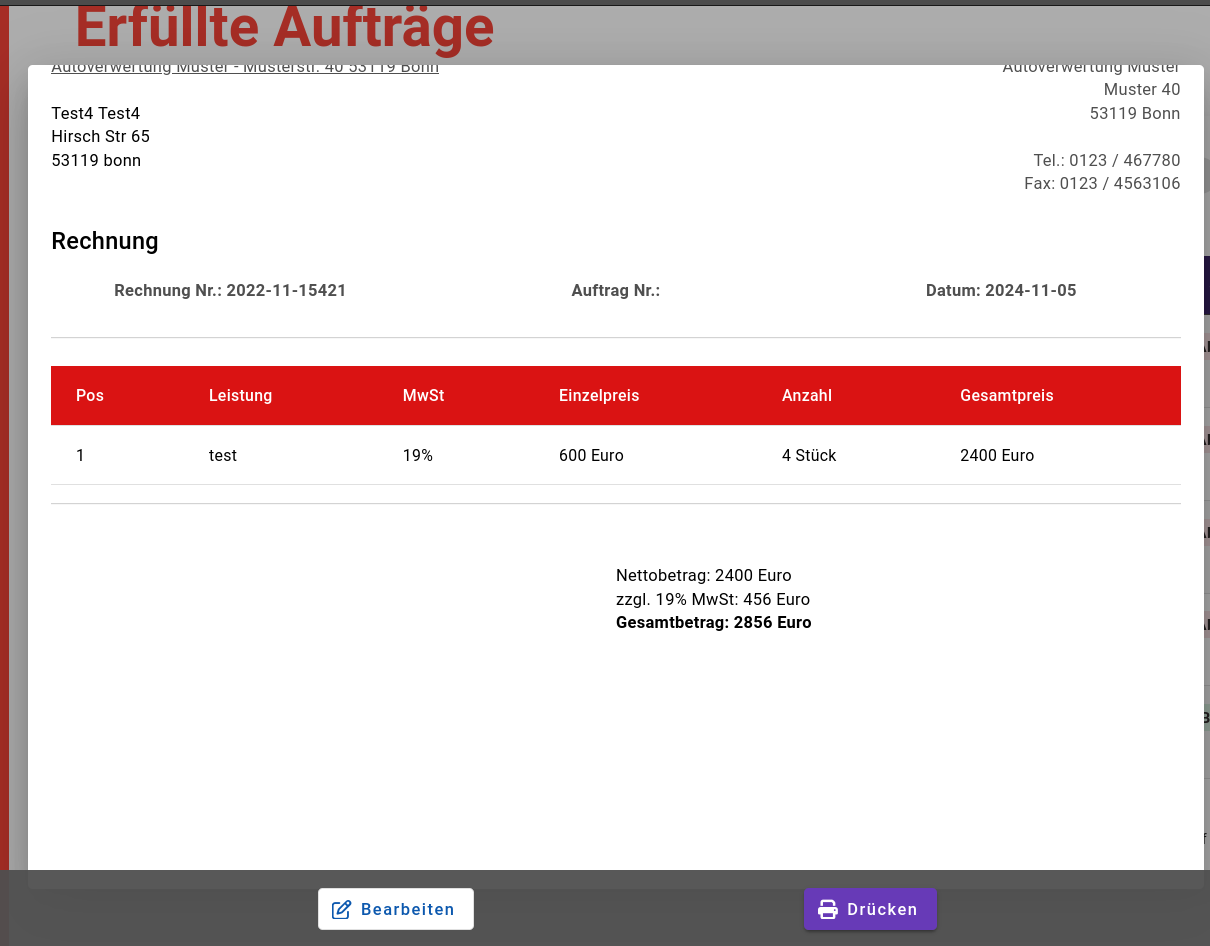 Erfüllte Aufträge
Autoverwertung Muster - Musterstr. 40 53119 Bonn
Autoverwertung Muster
Muster 40
53119 Bonn
Test4 Test4
Hirsch Str 65
53119 bonn
Tel.: 0123 / 467780
Fax: 0123 / 4563106
Rechnung
Rechnung Nr.: 2022-11-15421 Auftrag Nr.: Datum: 2024-11-05
Pos Leistung MwSt Einzelpreis Anzahl Gesamtpreis
1 test 19% 600 Euro 4 Stück 2400 Euro
Nettobetrag: 2400 Euro
zzgl. 19% MwSt: 456 Euro
Gesamtbetrag: 2856 Euro
Bearbeiten Drücken